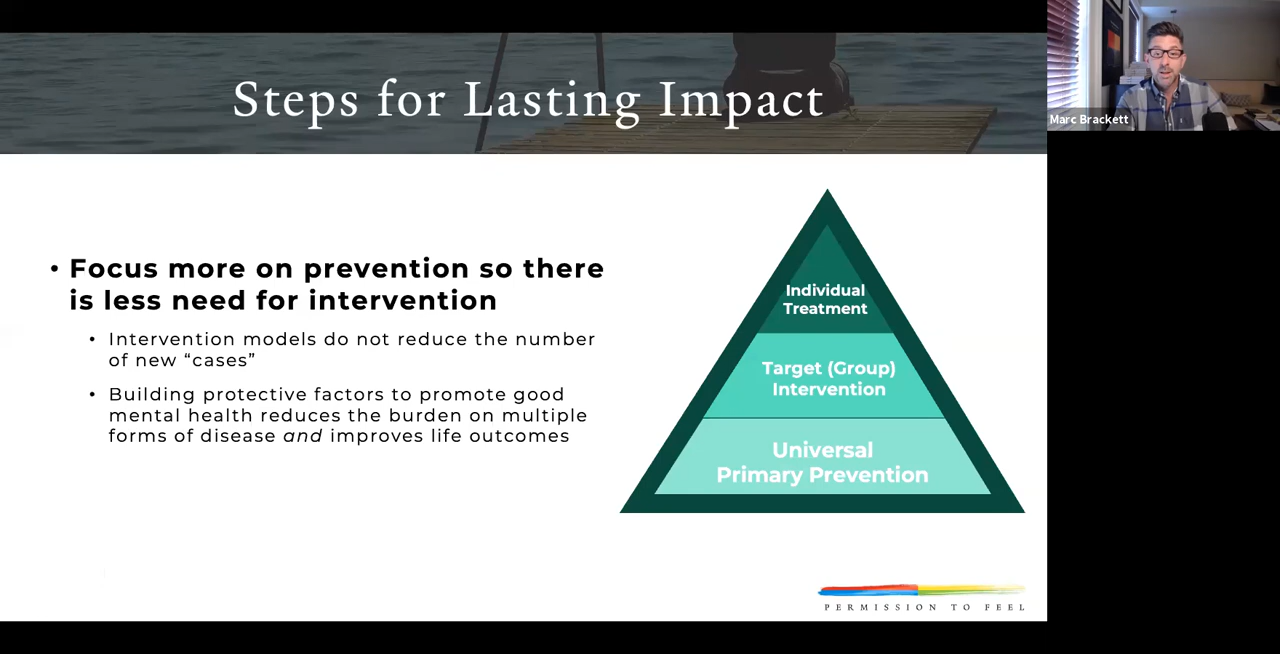 Steps for Lasting Impact
Marc Brackett
• Focus more on prevention so there
is less need for intervention
• Intervention models do not reduce the number
of new “cases”
• Building protective factors to promote good
mental health reduces the burden on multiple
forms of disease and improves life outcomes
Individual
Treatment
Target (Group)
Intervention
Universal
Primary Prevention
PERMISSION TO FEEL